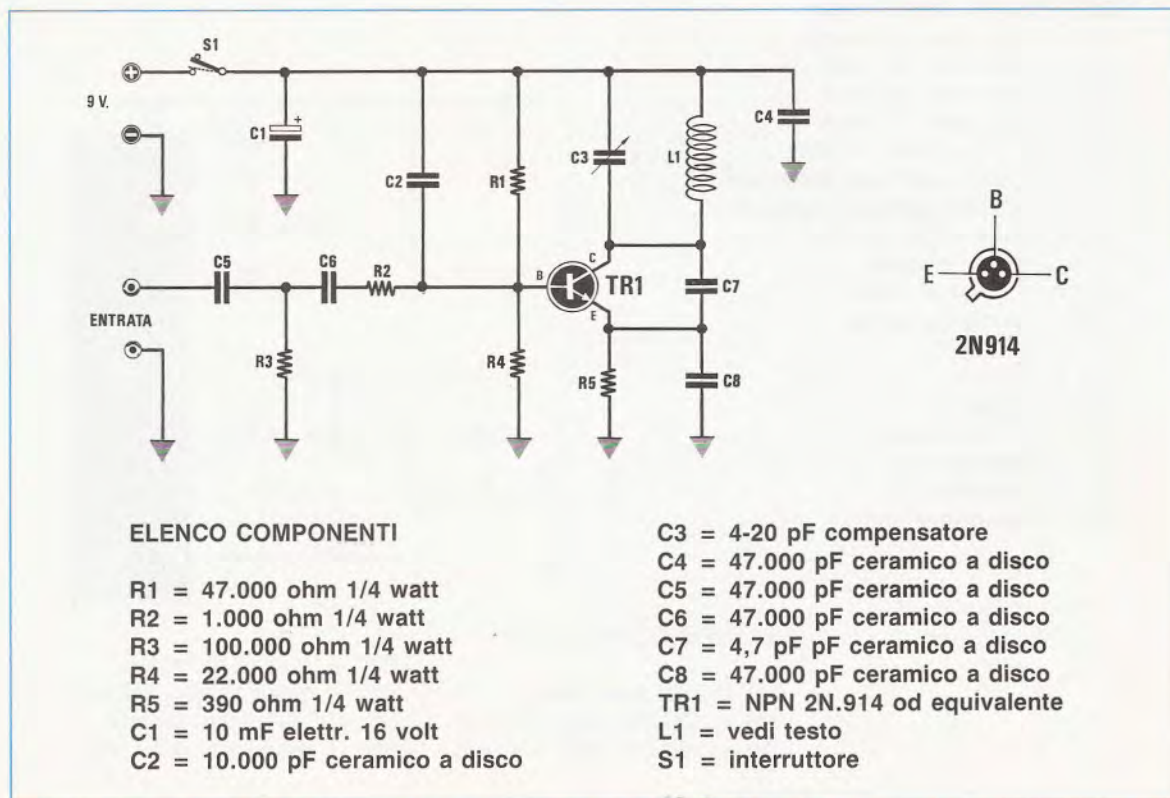 S1
9 V.
C1
+
C2
R1
C3
L1
C4
C5
C6
R2
B
C
TR1
E
C7
ENTRATA
R3
R4
R5
C8
B
E
C
2N914
ELENCO COMPONENTI
R1 = 47.000 ohm 1/4 watt
R2 = 1.000 ohm 1/4 watt
R3 = 100.000 ohm 1/4 watt
R4 = 22.000 ohm 1/4 watt
R5 = 390 ohm 1/4 watt
C1 = 10 mF elettr. 16 volt
C2 = 10.000 pF ceramico a disco
C3 = 4-20 pF compensatore
C4 = 47.000 pF ceramico a disco
C5 = 47.000 pF ceramico a disco
C6 = 47.000 pF ceramico a disco
C7 = 4,7 pF pF ceramico a disco
C8 = 47.000 pF ceramico a disco
TR1 = NPN 2N.914 od equivalente
L1 = vedi testo
S1 = interruttore